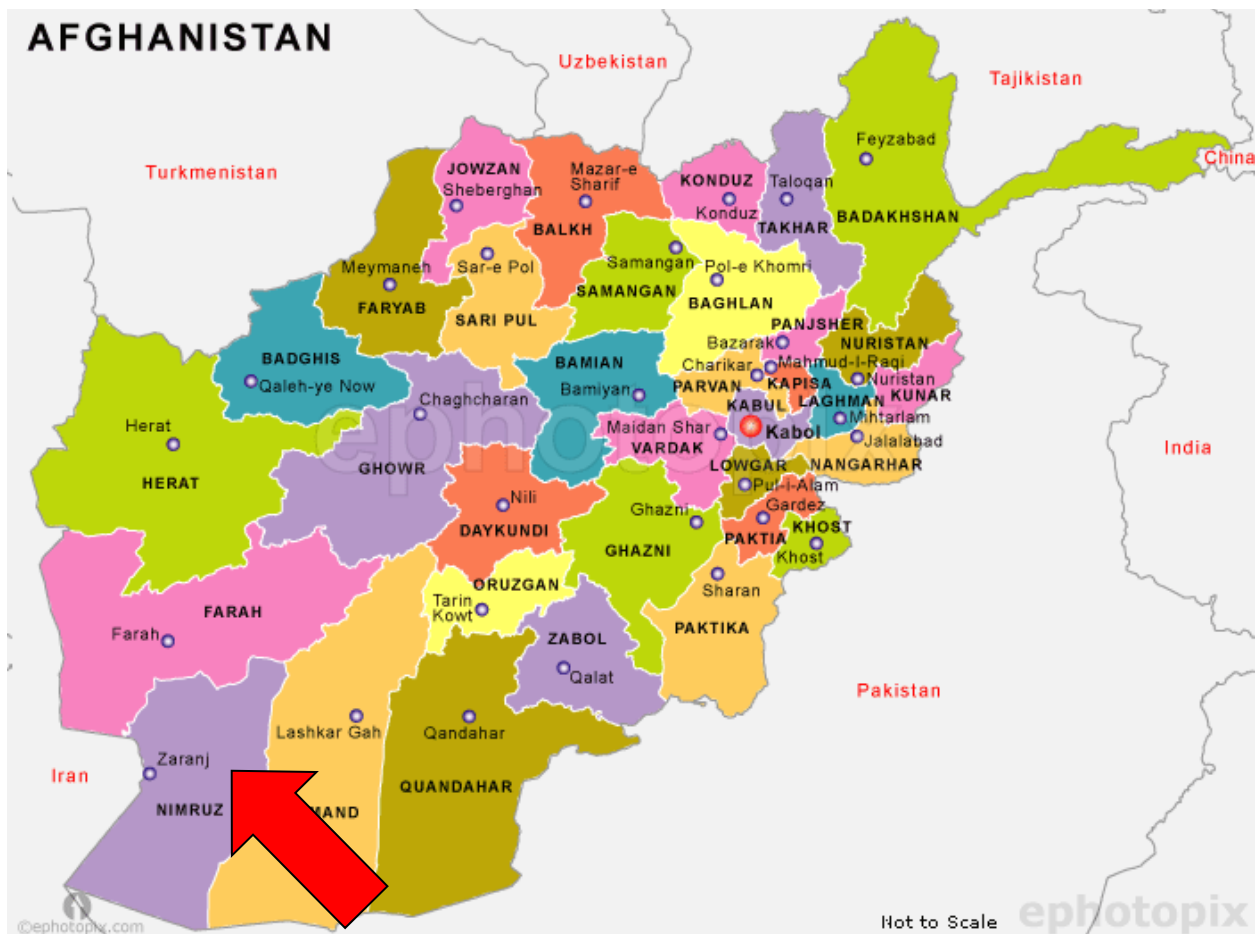 AFGHANISTAN
Uzbekistan
Tajikistan
China
Turkmenistan
Feyzabad
JOWZAN
Sheberghan
Mazar-e
Sharif
BALKH
KONDUZ
Konduz
Taloqan
TAKHAR
BADAKHSHAN
Meymaneh
FARYAB
Sar-e Pol
SARI PUL
Samangan
SAMANGAN
Pol-e Khomri
BAGHLAN
PANJSHER
Bazarak
NURISTAN
Nuristan
BADGHIS
Qaleh-ye Now
BAMIAN
Bamiyan
Charikar
PARVAN
Mahmud-I-Raqi
KAPISA
LAGHMAN
Mihtarlam
KUNAR
Chaghcharan
GHOWR
Herat
HERAT
Maidan Shar
VARDAK
KABUL
Kabol
Jalalabad
NANGARHAR
India
LOWGAR
Pul-i-Alam
Nili
DAYKUNDI
Ghazni
GHAZNI
Gardez
PAKTIA
KHOST
Khost
ORUZGAN
Tarin
Kowt
Sharan
PAKTIKA
FARAH
Farah
ZABOL
Qalat
Pakistan
Lashkar Gah
Qandahar
QUANDAHAR
Iran
Zaranj
NIMRUZ
MAND
ephotopix
©ephotopix.com
Not to Scale
ephotopix